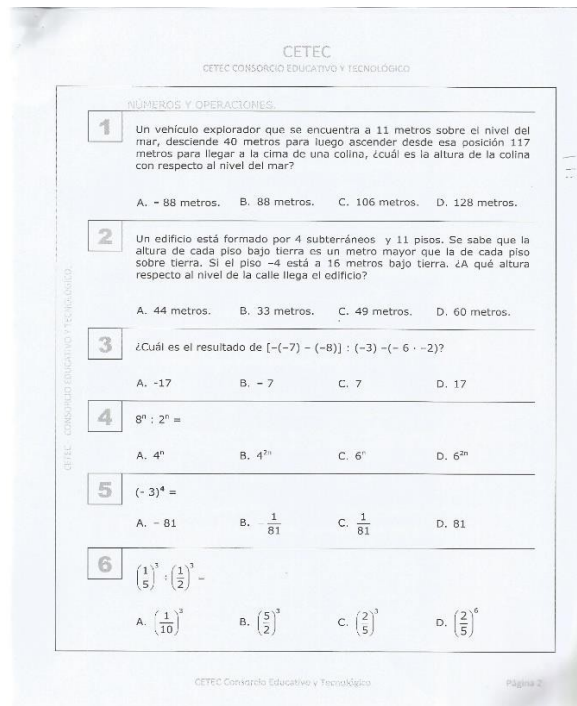 CETEC
CETEC CONSORCIO EDUCATIVO Y TECNOLÓGICO
NÚMEROS Y OPERACIONES.
1
Un vehículo explorador que se encuentra a 11 metros sobre el nivel del
mar, desciende 40 metros para luego ascender desde esa posición 117
metros para llegar a la cima de una colina, ¿cuál es la altura de la colina
con respecto al nivel del mar?
A. - 88 metros. B. 88 metros. C. 106 metros. D. 128 metros.
2
Un edificio está formado por 4 subterráneos y 11 pisos. Se sabe que la
altura de cada piso bajo tierra es un metro mayor que la de cada piso
sobre tierra. Si el piso −4 está a 16 metros bajo tierra. ¿A qué altura
respecto al nivel de la calle llega el edificio?
A. 44 metros. B. 33 metros. C. 49 metros. D. 60 metros.
3
¿Cuál es el resultado de [-(-7) - (-8)] : (-3) -(- 6 · -2)?
A. -17 B. - 7 C. 7 D. 17
4
8ⁿ : 2ⁿ =
A. 4ⁿ B. 4²ⁿ C. 6ⁿ D. 6²ⁿ
5
(- 3)⁴ =
A. - 81 B. - 1/81 C. 1/81 D. 81
6
(1/5)³ : (1/2)³ =
A. (1/10)³ B. (5/2)³ C. (2/5)³ D. (2/5)⁶
CETEC CONSORCIO EDUCATIVO Y TECNOLÓGICO.
CETEC Consorcio Educativo y Tecnológico
Página 2